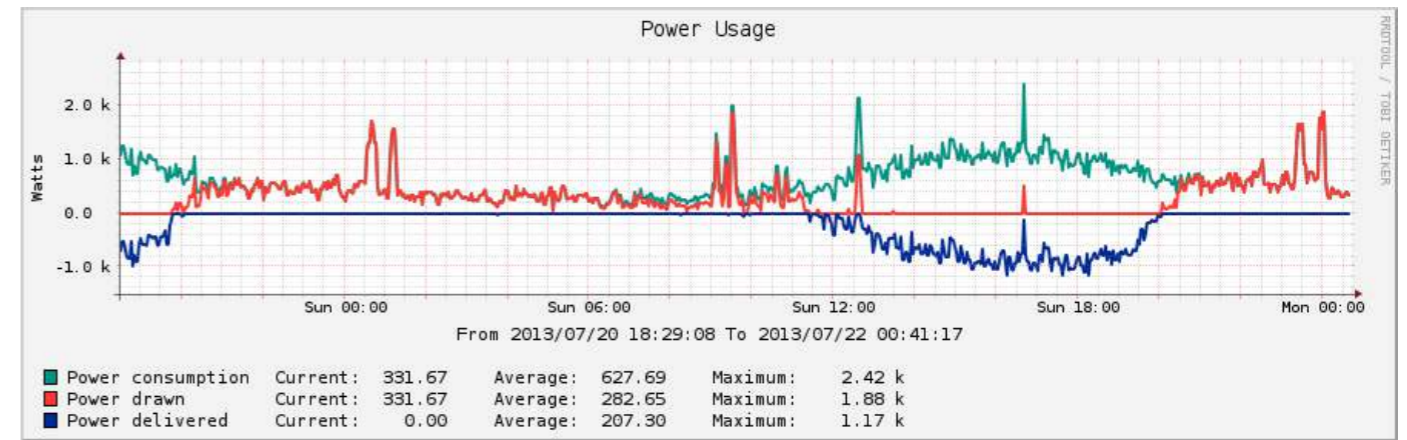 Power Usage
RRDTOOL / TOBI OETIKER
Watts
2.0 k
1.0 k
0.0
-1.0 k
Sun 00:00 Sun 06:00 Sun 12:00 Sun 18:00 Mon 00:00
From 2013/07/20 18:29:08 To 2013/07/22 00:41:17
Power consumption Current: 331.67 Average: 627.69 Maximum: 2.42 k
Power drawn Current: 331.67 Average: 282.65 Maximum: 1.88 k
Power delivered Current: 0.00 Average: 207.30 Maximum: 1.17 k